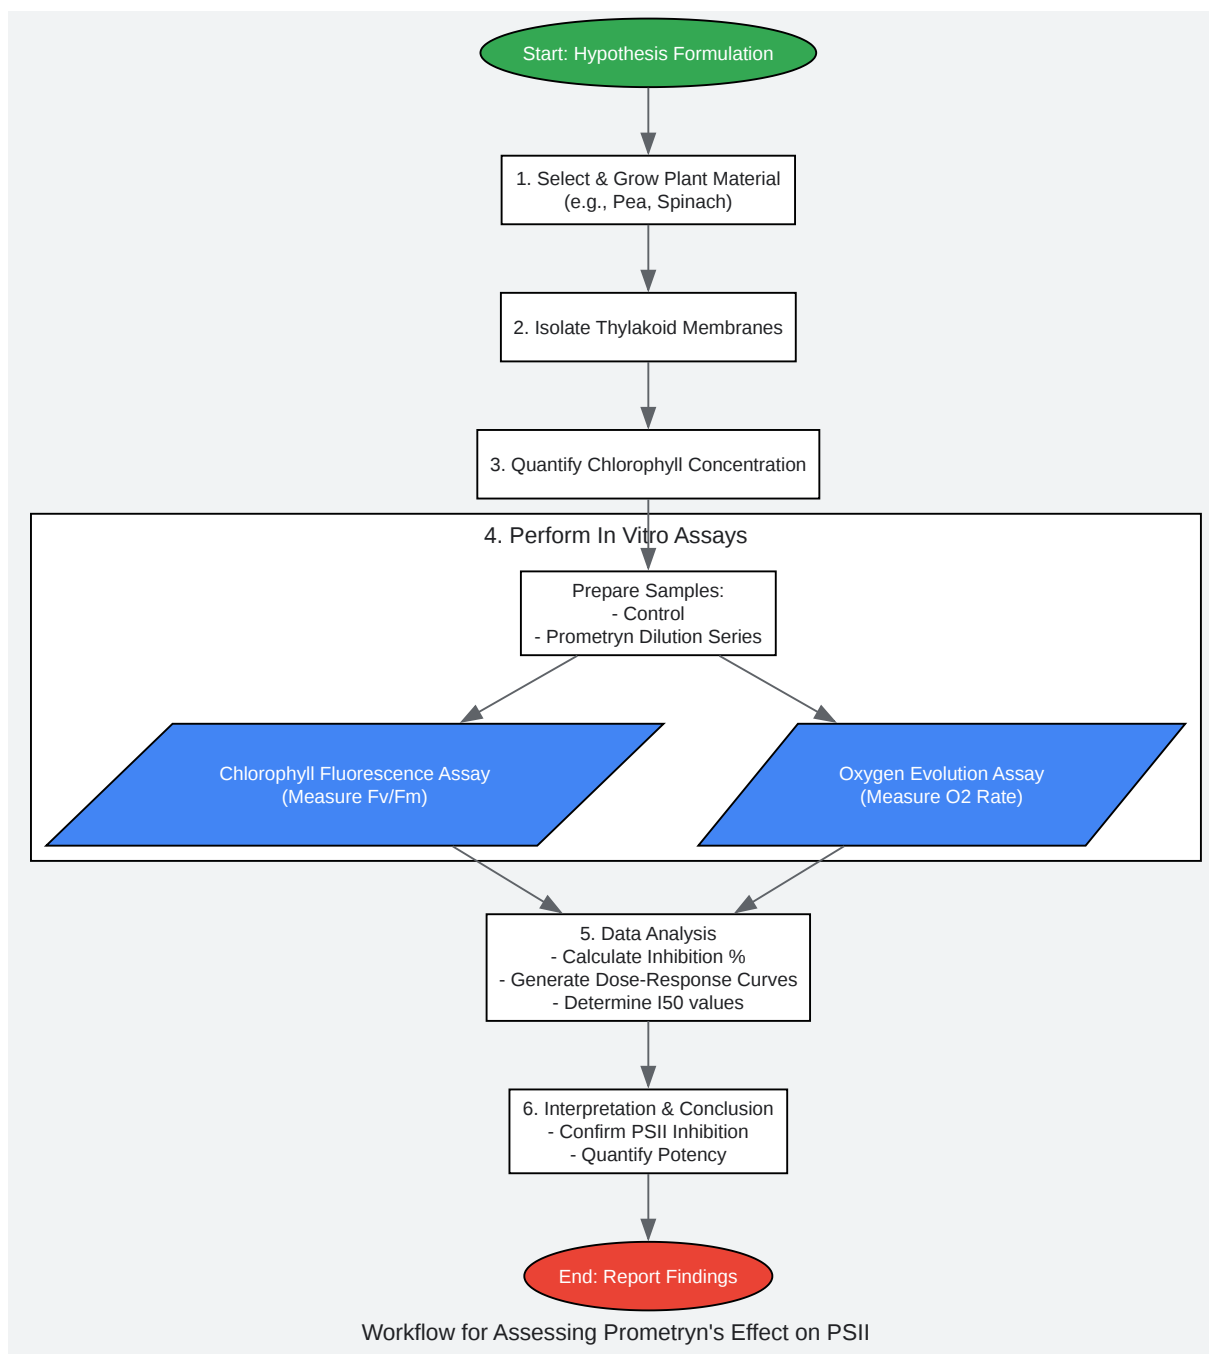 Start: Hypothesis Formulation
1. Select & Grow Plant Material
(e.g., Pea, Spinach)
2. Isolate Thylakoid Membranes
3. Quantify Chlorophyll Concentration
4. Perform In Vitro Assays
Prepare Samples:
- Control
- Prometryn Dilution Series
Chlorophyll Fluorescence Assay
(Measure Fv/Fm)
Oxygen Evolution Assay
(Measure O2 Rate)
5. Data Analysis
- Calculate Inhibition %
- Generate Dose-Response Curves
- Determine I50 values
6. Interpretation & Conclusion
- Confirm PSII Inhibition
- Quantify Potency
End: Report Findings
Workflow for Assessing Prometryn's Effect on PSII